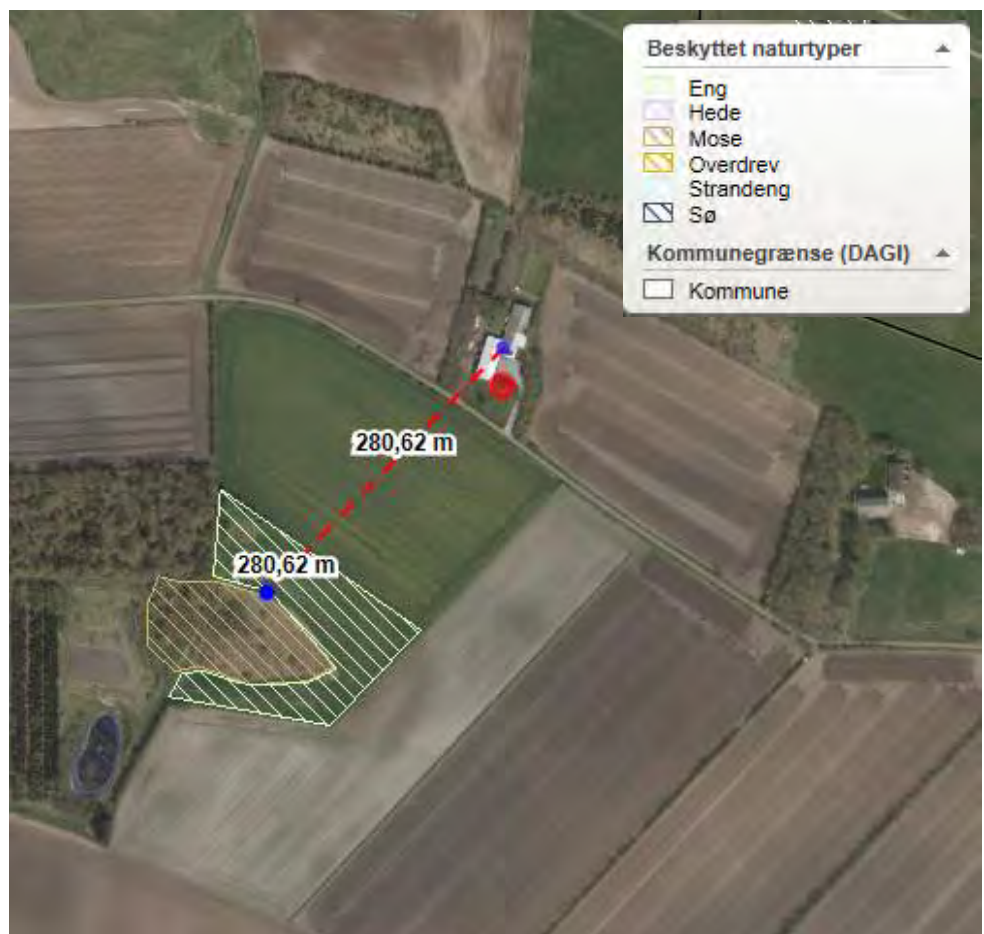 Beskyttet naturtyper
Eng
Hede
Mose
Overdrev
Strandeng
Sø
Kommunegrænse (DAGI)
Kommune
280,62 m
280,62 m